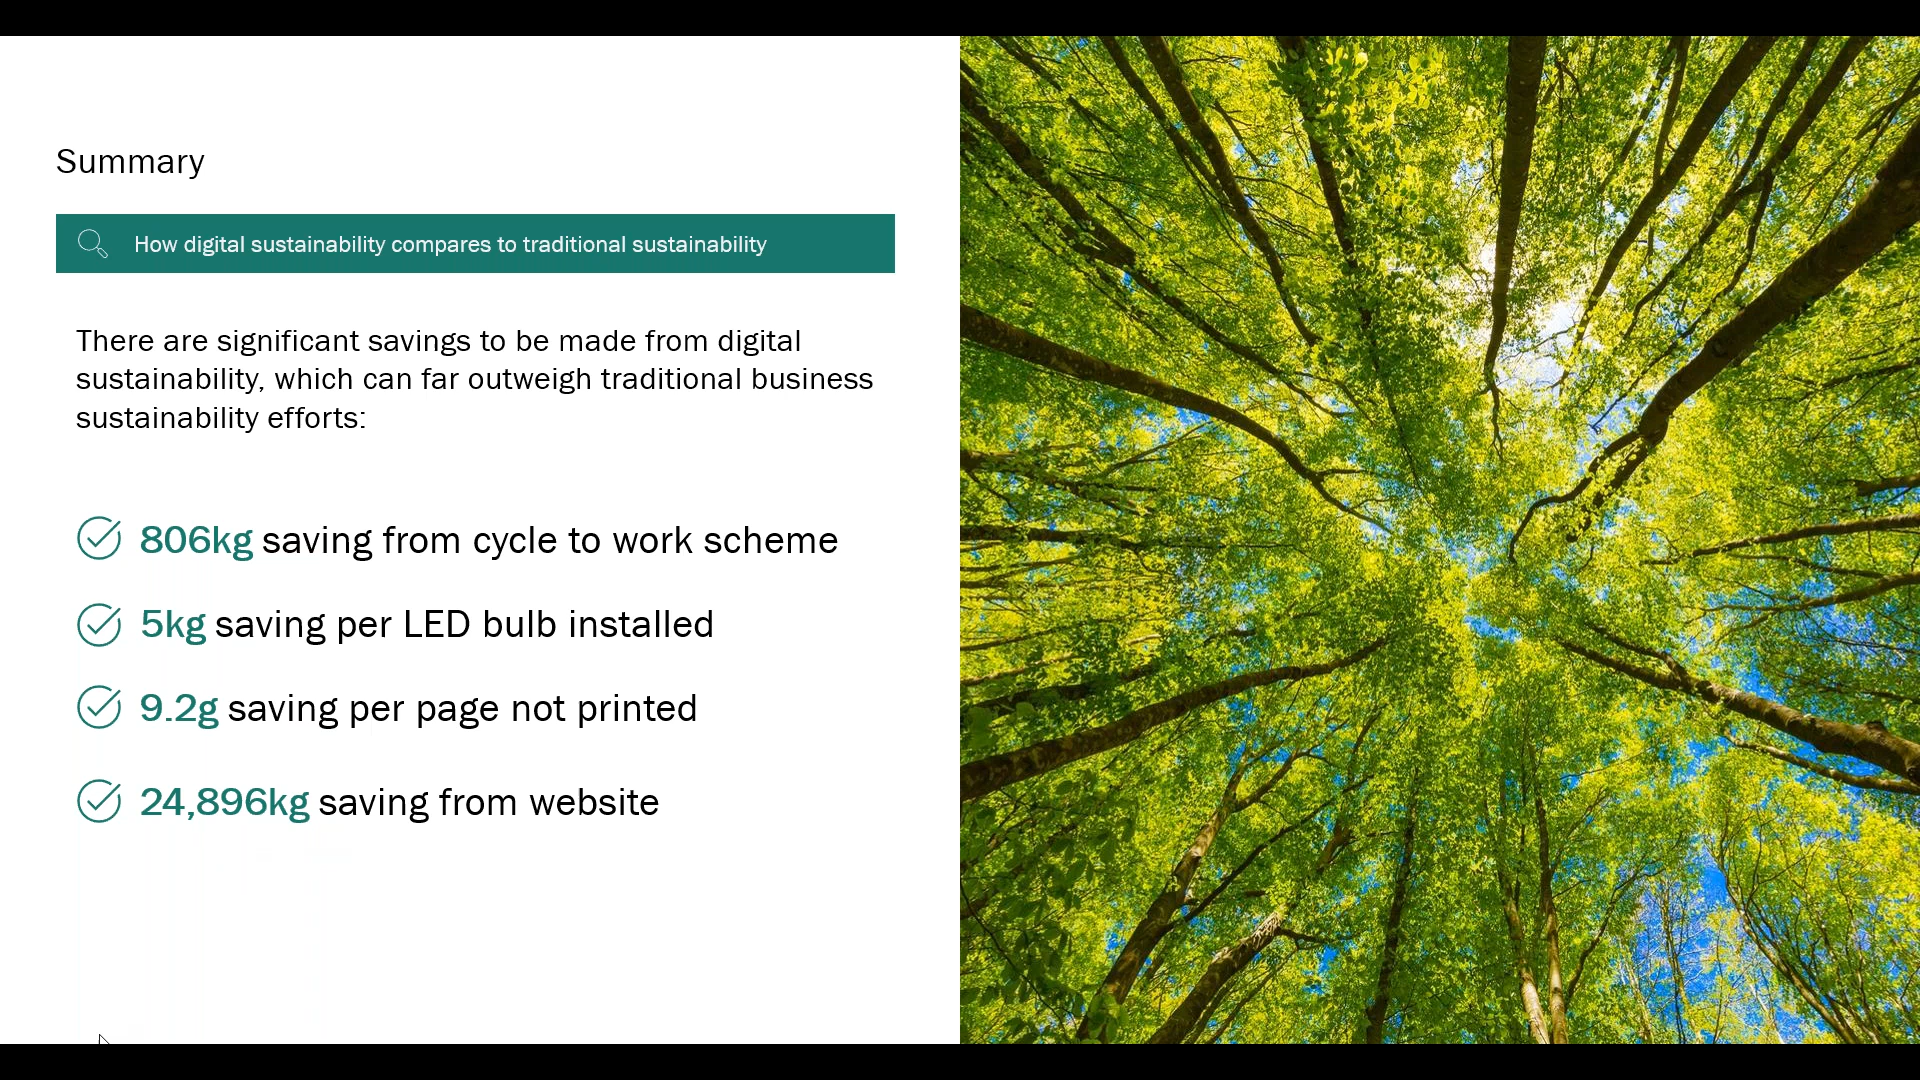 Summary
How digital sustainability compares to traditional sustainability
There are significant savings to be made from digital
sustainability, which can far outweigh traditional business
sustainability efforts:
806kg saving from cycle to work scheme
5kg saving per LED bulb installed
9.2g saving per page not printed
24,896kg saving from website